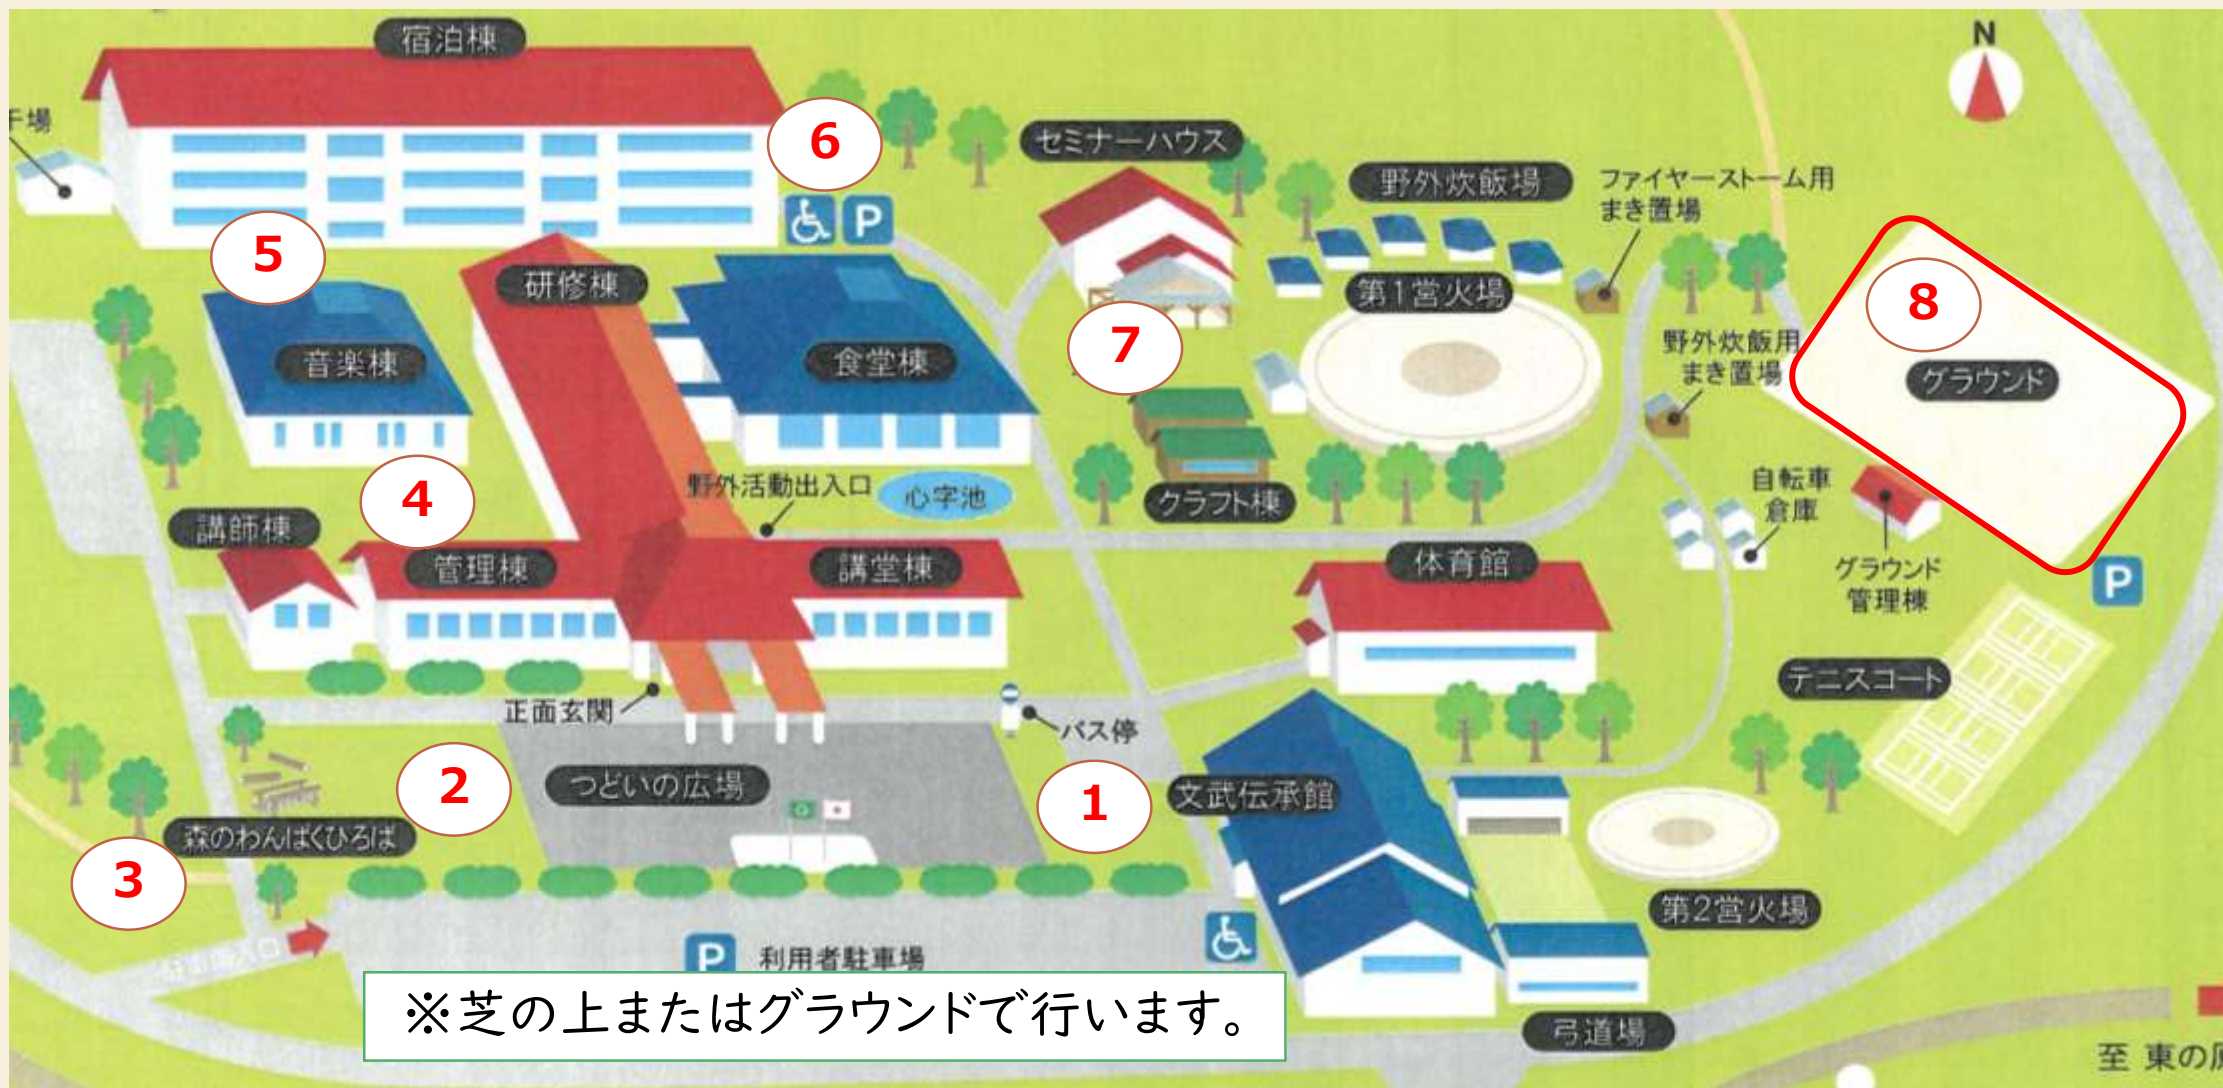 宿泊棟
N
干場
6
セミナーハウス
野外炊飯場
ファイヤーストーム用
まき置場
P
5
研修棟
第1営火場
8
7
野外炊飯用
まき置場
音楽棟
食堂棟
グラウンド
4
野外活動出入口
心字池
クラフト棟
自転車
倉庫
講師棟
管理棟
講堂棟
体育館
グラウンド
管理棟
P
テニスコート
正面玄関
バス停
2
つどいの広場
1
文武伝承館
森のわんぱくひろば
3
第2営火場
P
利用者駐車場
※芝の上またはグラウンドで行います。
弓道場
至 東の